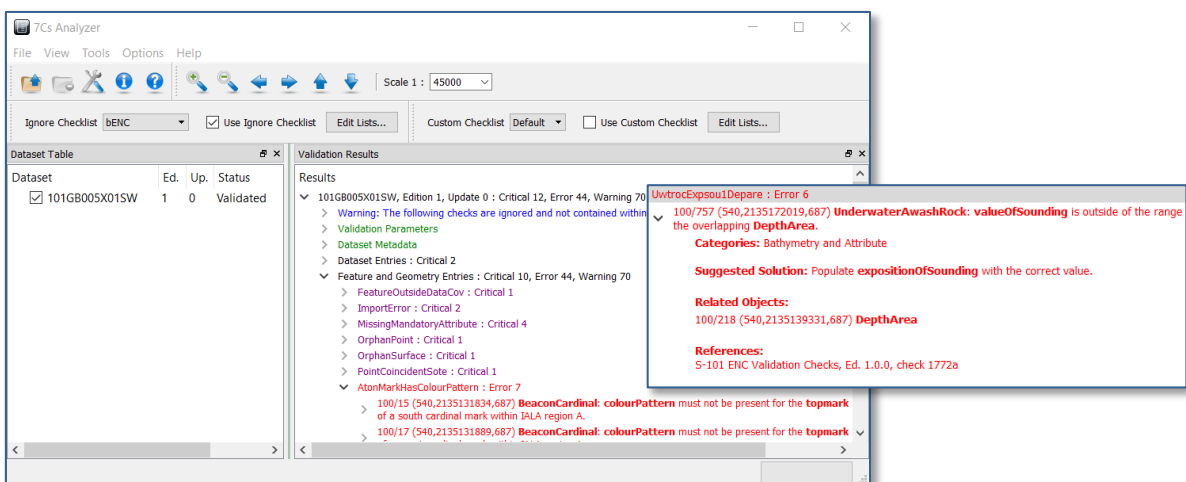 7Cs Analyzer
File View Tools Options Help
Scale 1 : 45000
Ignore Checklist bENC Use Ignore Checklist Edit Lists... Custom Checklist Default Use Custom Checklist Edit Lists...
Dataset Table
Dataset Ed. Up. Status
101GB005X01SW 1 0 Validated
Validation Results
Results
101GB005X01SW, Edition 1, Update 0 : Critical 12, Error 44, Warning 70
Warning: The following checks are ignored and not contained within
Validation Parameters
Dataset Metadata
Dataset Entries : Critical 2
Feature and Geometry Entries : Critical 10, Error 44, Warning 70
FeatureOutsideDataCov : Critical 1
ImportError : Critical 2
MissingMandatoryAttribute : Critical 4
OrphanPoint : Critical 1
OrphanSurface : Critical 1
PointCoincidentSote : Critical 1
AtonMarkHasColourPattern : Error 7
100/15 (540,2135131834,687) BeaconCardinal: colourPattern must not be present for the topmark
of a south cardinal mark within IALA region A.
100/17 (540,2135131889,687) BeaconCardinal: colourPattern must not be present for the topmark
UwtrocExpsou1Depare : Error 6
100/757 (540,2135172019,687) UnderwaterAwashRock: valueOfSounding is outside of the range
the overlapping DepthArea.
Categories: Bathymetry and Attribute
Suggested Solution: Populate expositionOfSounding with the correct value.
Related Objects:
100/218 (540,2135139331,687) DepthArea
References:
S-101 ENC Validation Checks, Ed. 1.0.0, check 1772a